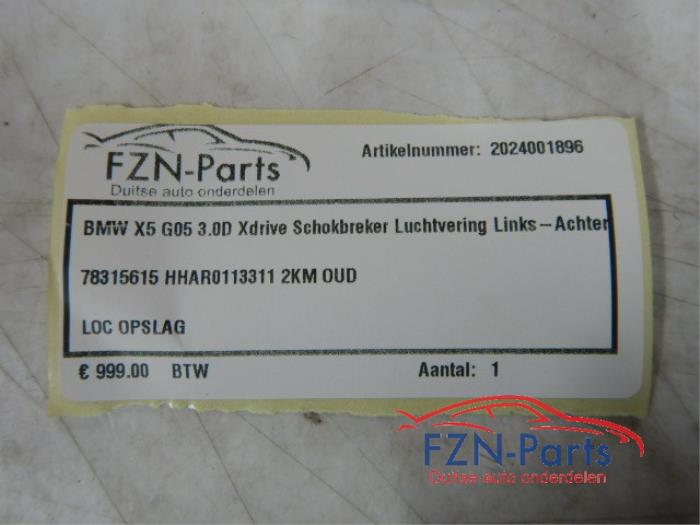 FZN-Parts
Duitse auto onderdelen
Artikelnummer: 2024001896
BMW X5 G05 3.0D Xdrive Schokbreker Luchtvering Links-Achter
78315615 HHAR0113311 2KM OUD
LOC OPSLAG
€ 999.00 BTW Aantal: 1
FZN-Parts
Duitse auto onderdelen